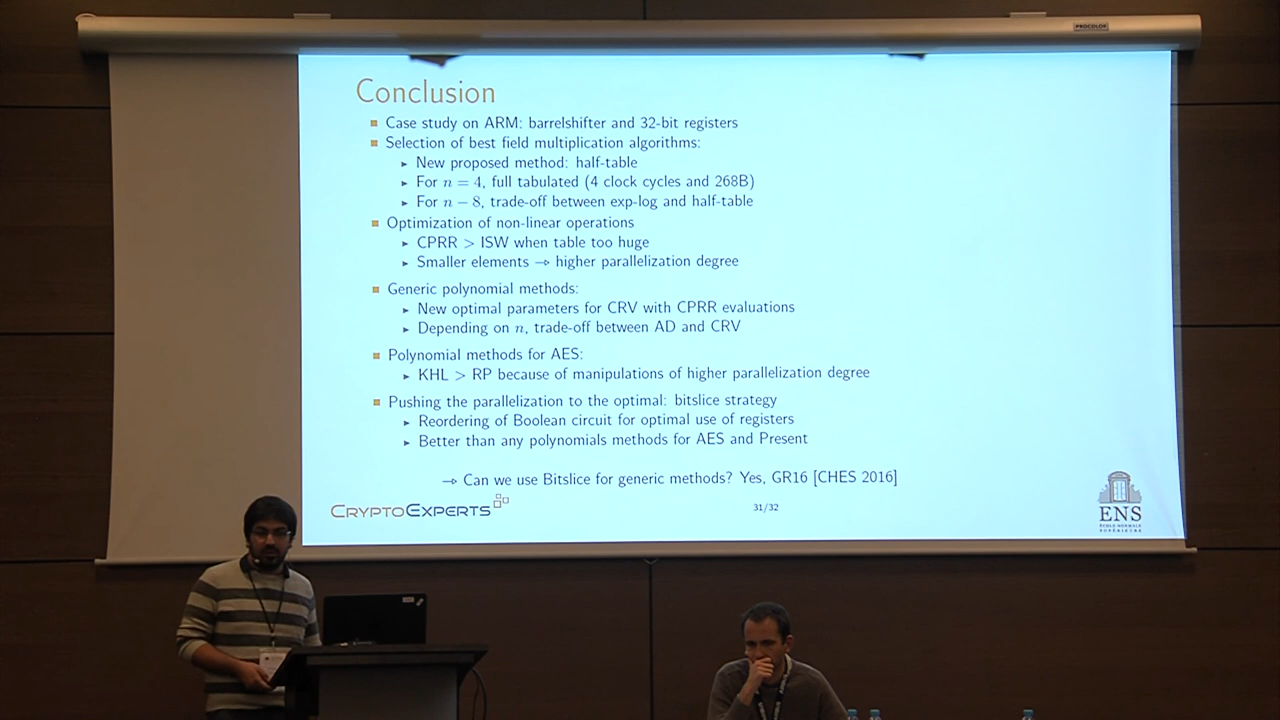 PROCOLOR
Conclusion
Case study on ARM: barrelshifter and 32-bit registers
Selection of best field multiplication algorithms:
New proposed method: half-table
For n = 4, full tabulated (4 clock cycles and 268B)
For n − 8, trade-off between exp-log and half-table
Optimization of non-linear operations
CPRR > ISW when table too huge
Smaller elements → higher parallelization degree
Generic polynomial methods:
New optimal parameters for CRV with CPRR evaluations
Depending on n, trade-off between AD and CRV
Polynomial methods for AES:
KHL > RP because of manipulations of higher parallelization degree
Pushing the parallelization to the optimal: bitslice strategy
Reordering of Boolean circuit for optimal use of registers
Better than any polynomials methods for AES and Present
→ Can we use Bitslice for generic methods? Yes, GR16 [CHES 2016]
CRYPTOEXPERTS
31/32
ENS
ÉCOLE NORMALE
SUPÉRIEURE